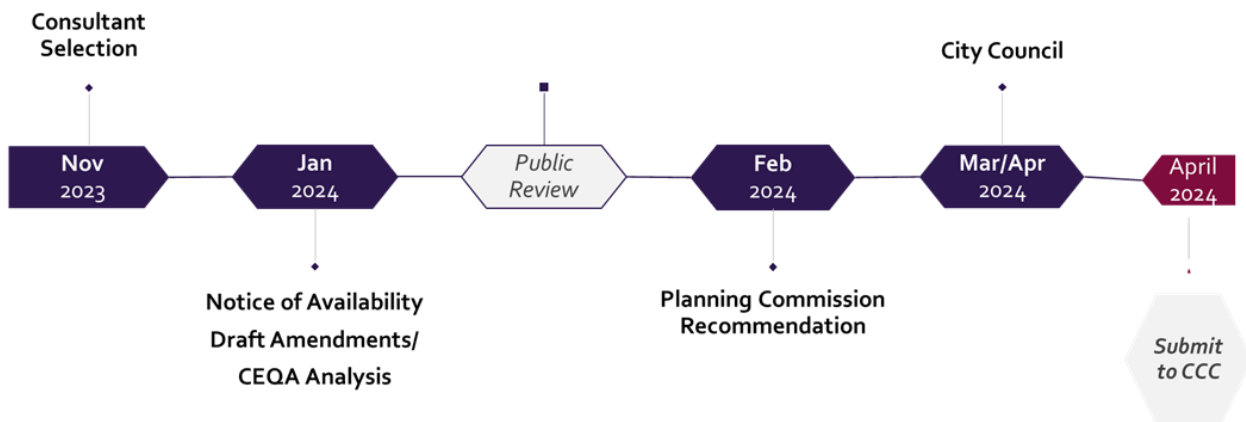 Consultant
Selection
City Council
Nov
2023
Jan
2024
Public
Review
Feb
2024
Mar/Apr
2024
April
2024
Notice of Availability
Draft Amendments/
CEQA Analysis
Planning Commission
Recommendation
Submit
to CCC